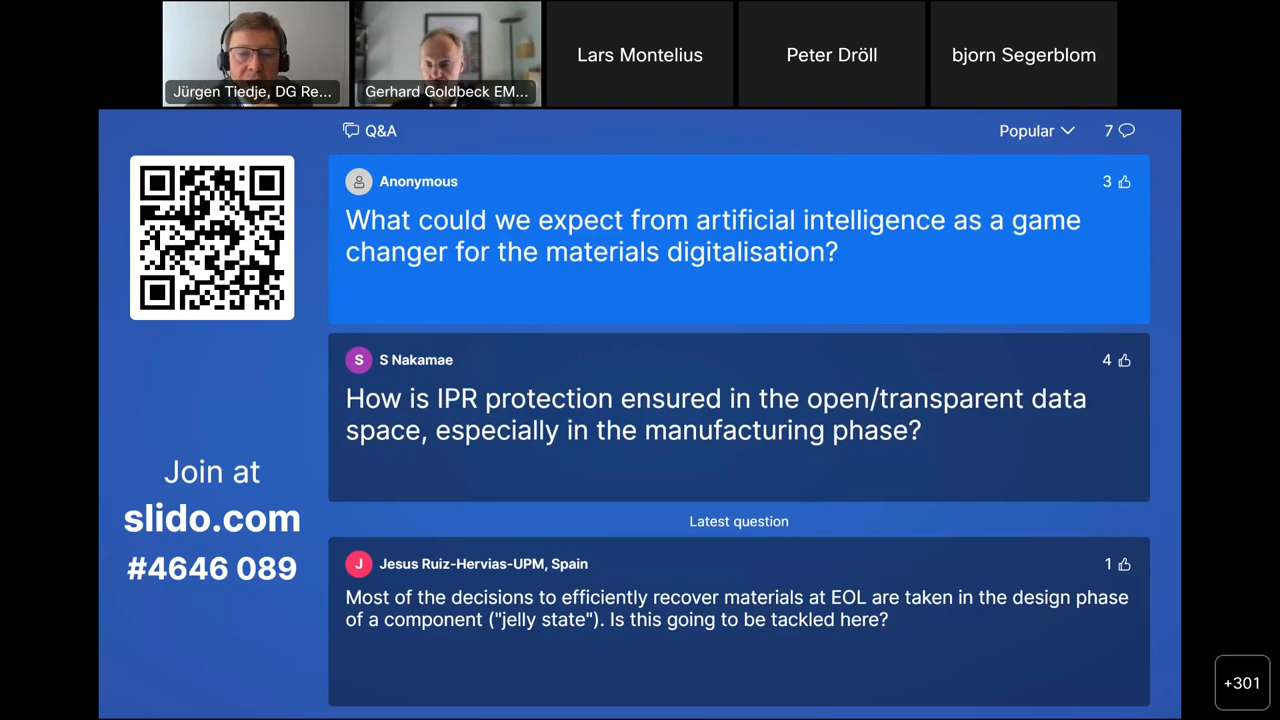 Jürgen Tiedje, DG Re...
Gerhard Goldbeck EM...
Lars Montelius
Peter Dröll
bjorn Segerblom
Q&A
Popular
7
Anonymous
3
What could we expect from artificial intelligence as a game
changer for the materials digitalisation?
S
S Nakamae
4
How is IPR protection ensured in the open/transparent data
space, especially in the manufacturing phase?
Join at
slido.com
#4646 089
Latest question
J
Jesus Ruiz-Hervias-UPM, Spain
1
Most of the decisions to efficiently recover materials at EOL are taken in the design phase
of a component ("jelly state"). Is this going to be tackled here?
+301